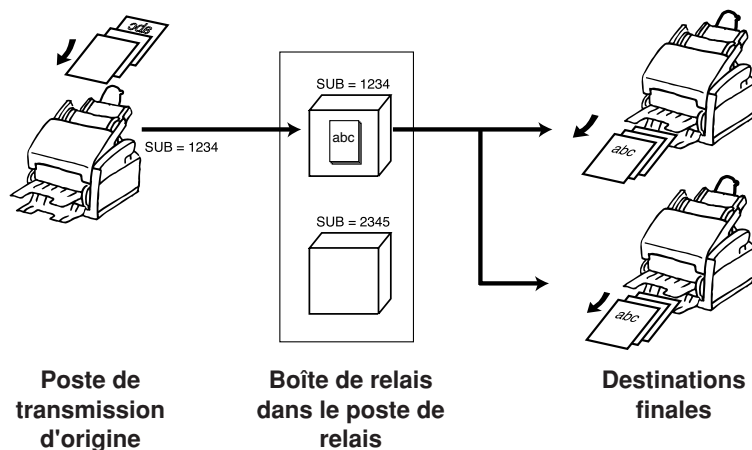 abc
SUB = 1234
SUB = 1234
abc
SUB = 2345
abc
abc
Poste de
transmission
d'origine
Boîte de relais
dans le poste de
relais
Destinations
finales